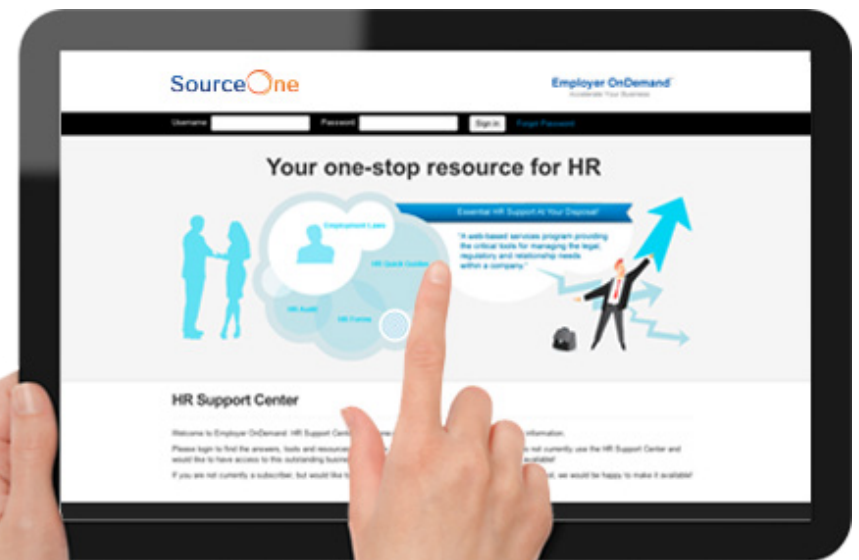 SourceOne
Employer OnDemand
Accelerate Your Business
Username
Password
Sign in
Forgot Password
Your one-stop resource for HR
Essential HR Support At Your Disposal!
Employment Laws
"A web-based services program providing
the critical tools for managing the legal,
regulatory and relationship needs
within a company."
HR Quick Guides
HR Audit
HR Forms
HR Support Center
Welcome to Employer OnDemand HR Support information.
Please login to find the answers, tools and resources not currently use the HR Support Center and
would like to have access to this outstanding available!
If you are not currently a subscriber, but would like to we would be happy to make it available!